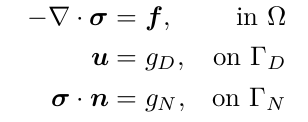 −∇ · σ = f, in Ω
u = g_D, on Γ_D
σ · n = g_N, on Γ_N